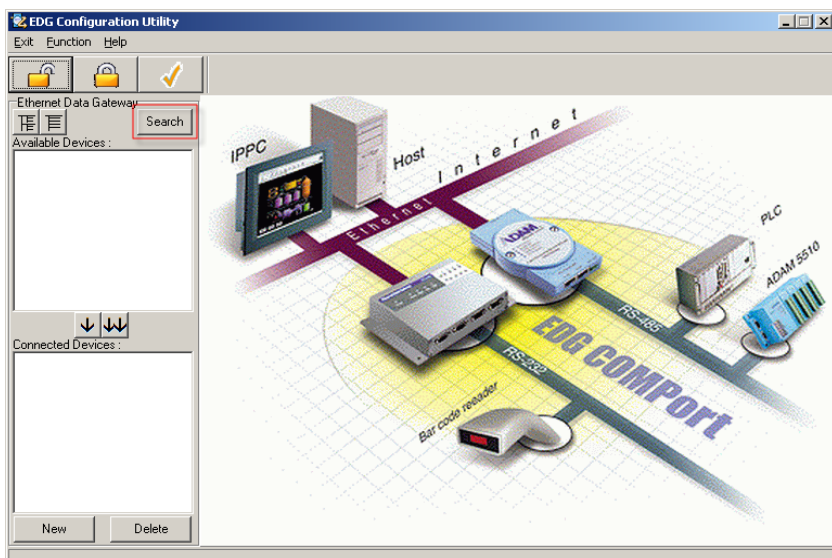 EDG Configuration Utility
Exit Function Help
Ethernet Data Gateway
Search
Available Devices :
Connected Devices :
New Delete
IPPC
Host
Internet
Ethernet
ADAM
PLC
ADAM 5510
RS-485
RS-232
EDG COMPort
Bar code reeader